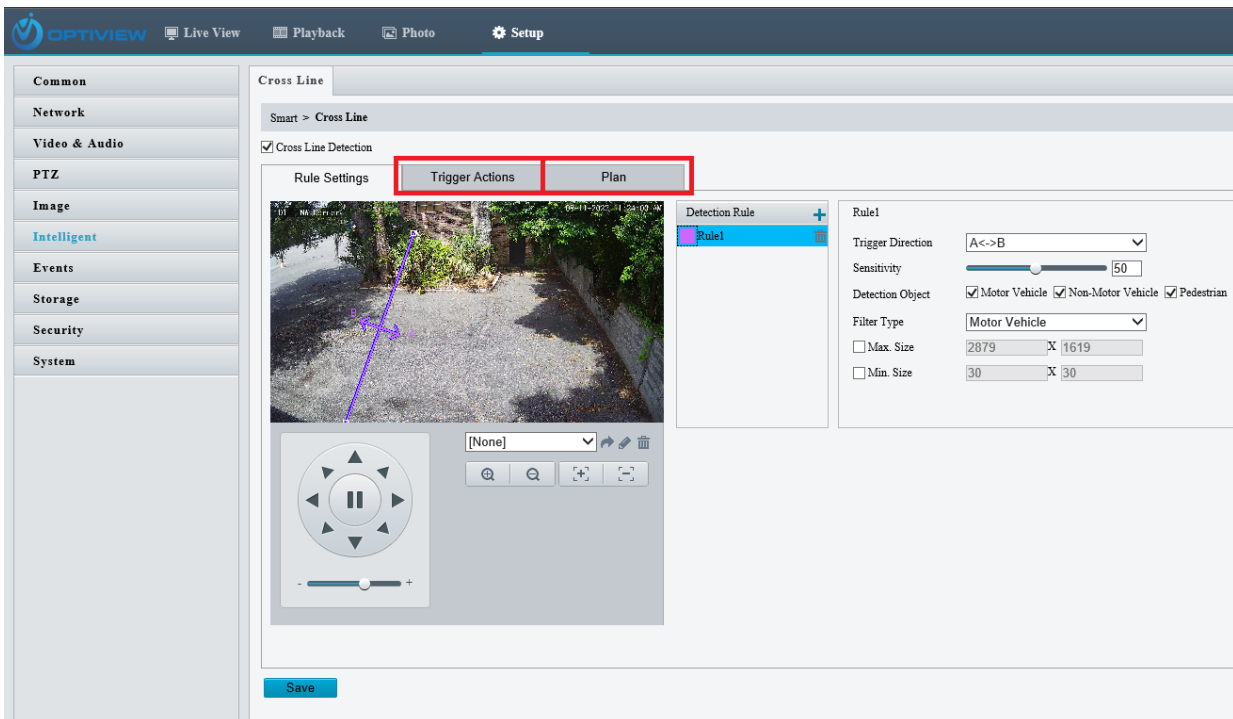 OPTIVIEW Live View Playback Photo Setup
Common
Network
Video & Audio
PTZ
Image
Intelligent
Events
Storage
Security
System
Cross Line
Smart > Cross Line
Cross Line Detection
Rule Settings Trigger Actions Plan
Detection Rule
Rule1
Rule1
Trigger Direction A<->B
Sensitivity 50
Detection Object Motor Vehicle Non-Motor Vehicle Pedestrian
Filter Type Motor Vehicle
Max. Size 2879 X 1619
Min. Size 30 X 30
[None]
- +
Save